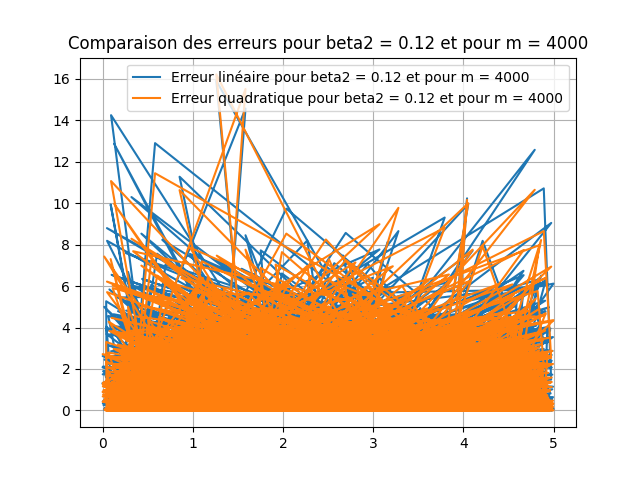 Comparaison des erreurs pour beta2 = 0.12 et pour m = 4000
Erreur linéaire pour beta2 = 0.12 et pour m = 4000
Erreur quadratique pour beta2 = 0.12 et pour m = 4000
16
14
12
10
8
6
4
2
0
0 1 2 3 4 5